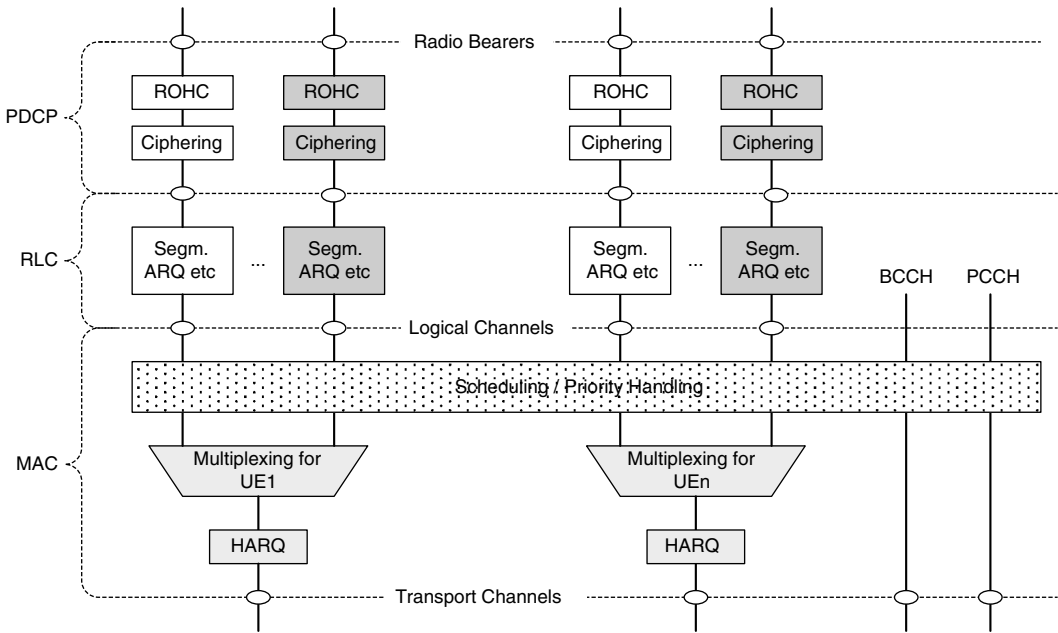 Radio Bearers
ROHC
ROHC
ROHC
ROHC
PDCP
Ciphering
Ciphering
Ciphering
Ciphering
RLC
Segm.
ARQ etc
...
Segm.
ARQ etc
Segm.
ARQ etc
...
Segm.
ARQ etc
BCCH
PCCH
Logical Channels
Scheduling / Priority Handling
MAC
Multiplexing for
UE1
Multiplexing for
UEn
HARQ
HARQ
Transport Channels